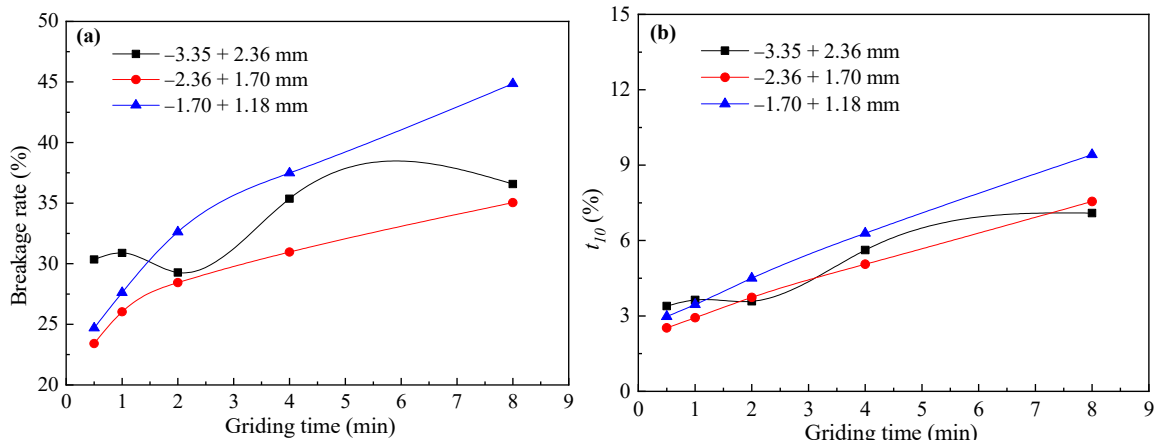 (a)
–3.35 + 2.36 mm
–2.36 + 1.70 mm
–1.70 + 1.18 mm
Breakage rate (%)
50
45
40
35
30
25
20
0 1 2 3 4 5 6 7 8 9
Griding time (min)
(b)
–3.35 + 2.36 mm
–2.36 + 1.70 mm
–1.70 + 1.18 mm
t10 (%)
15
12
9
6
3
0
0 1 2 3 4 5 6 7 8 9
Griding time (min)